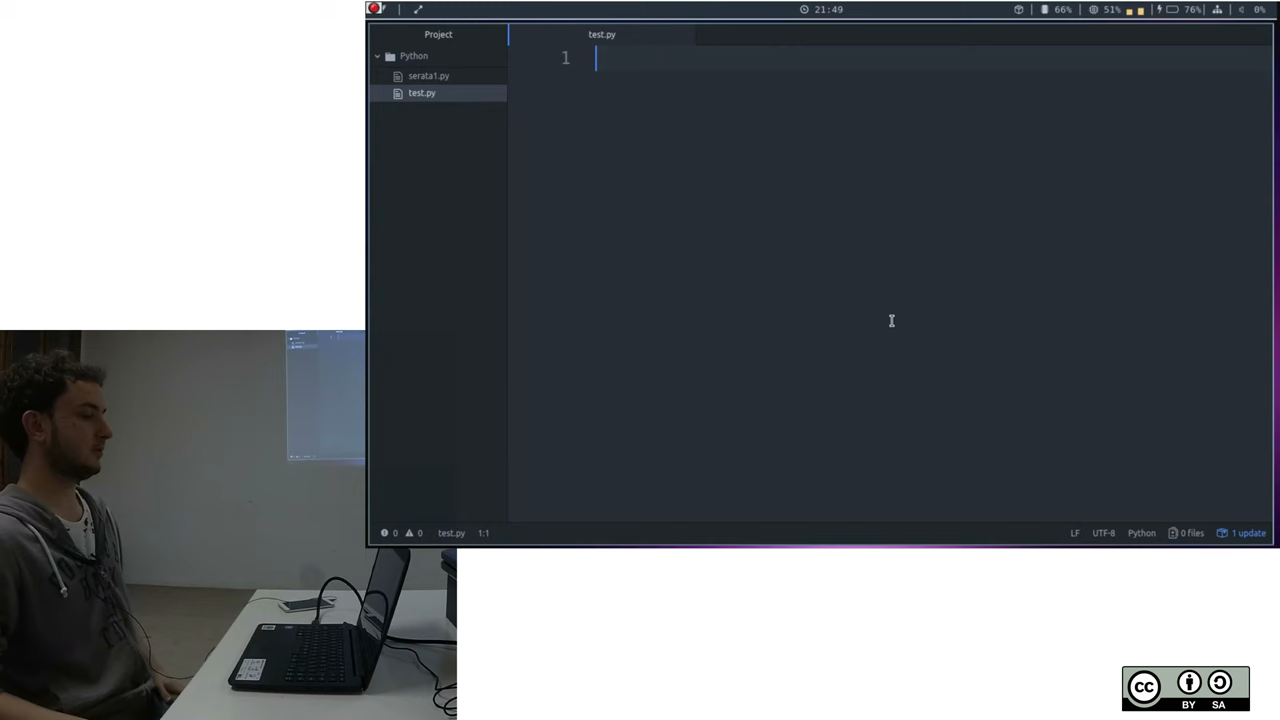 21:49
66% 51% 76% 0%
Project
test.py
Python
1
serata1.py
test.py
0 0 test.py 1:1
LF UTF-8 Python 0 files 1 update
cc
BY SA